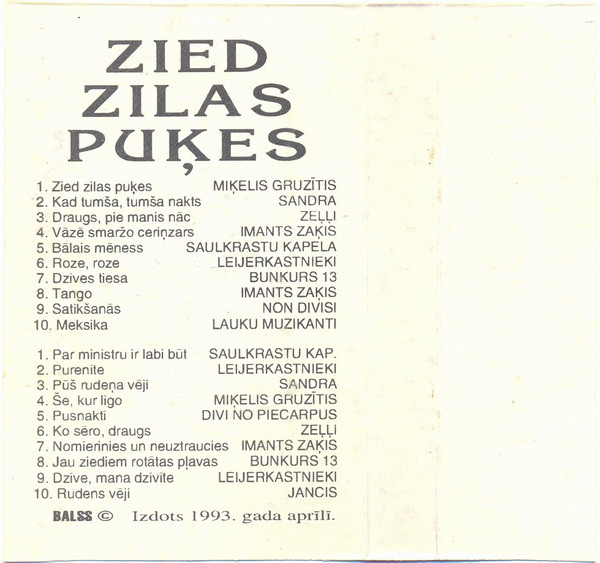 ZIED
ZILAS
PUĶES
1. Zied zilas puķes MIĶELIS GRUZĪTIS
2. Kad tumša, tumša nakts SANDRA
3. Draugs, pie manis nāc ZEĻĻI
4. Vāzē smaržo ceriņzars IMANTS ZAĶIS
5. Bālais mēness SAULKRASTU KAPELA
6. Roze, roze LEIJERKASTNIEKI
7. Dzives tiesa BUNKURS 13
8. Tango IMANTS ZAĶIS
9. Satikšanās NON DIVISI
10. Meksika LAUKU MUZIKANTI
1. Par ministru ir labi būt SAULKRASTU KAP.
2. Purenīte LEIJERKASTNIEKI
3. Pūš rudeņa vēji SANDRA
4. Še, kur līgo MIĶELIS GRUZĪTIS
5. Pusnaktī DIVI NO PIECARPUS
6. Ko sēro, draugs ZEĻĻI
7. Nomierinies un neuztraucies IMANTS ZAĶIS
8. Jau ziediem rotātas pļavas BUNKURS 13
9. Dzive, mana dzivite LEIJERKASTNIEKI
10. Rudens vēji JANCIS
BALSS © Izdots 1993. gada aprīlī.